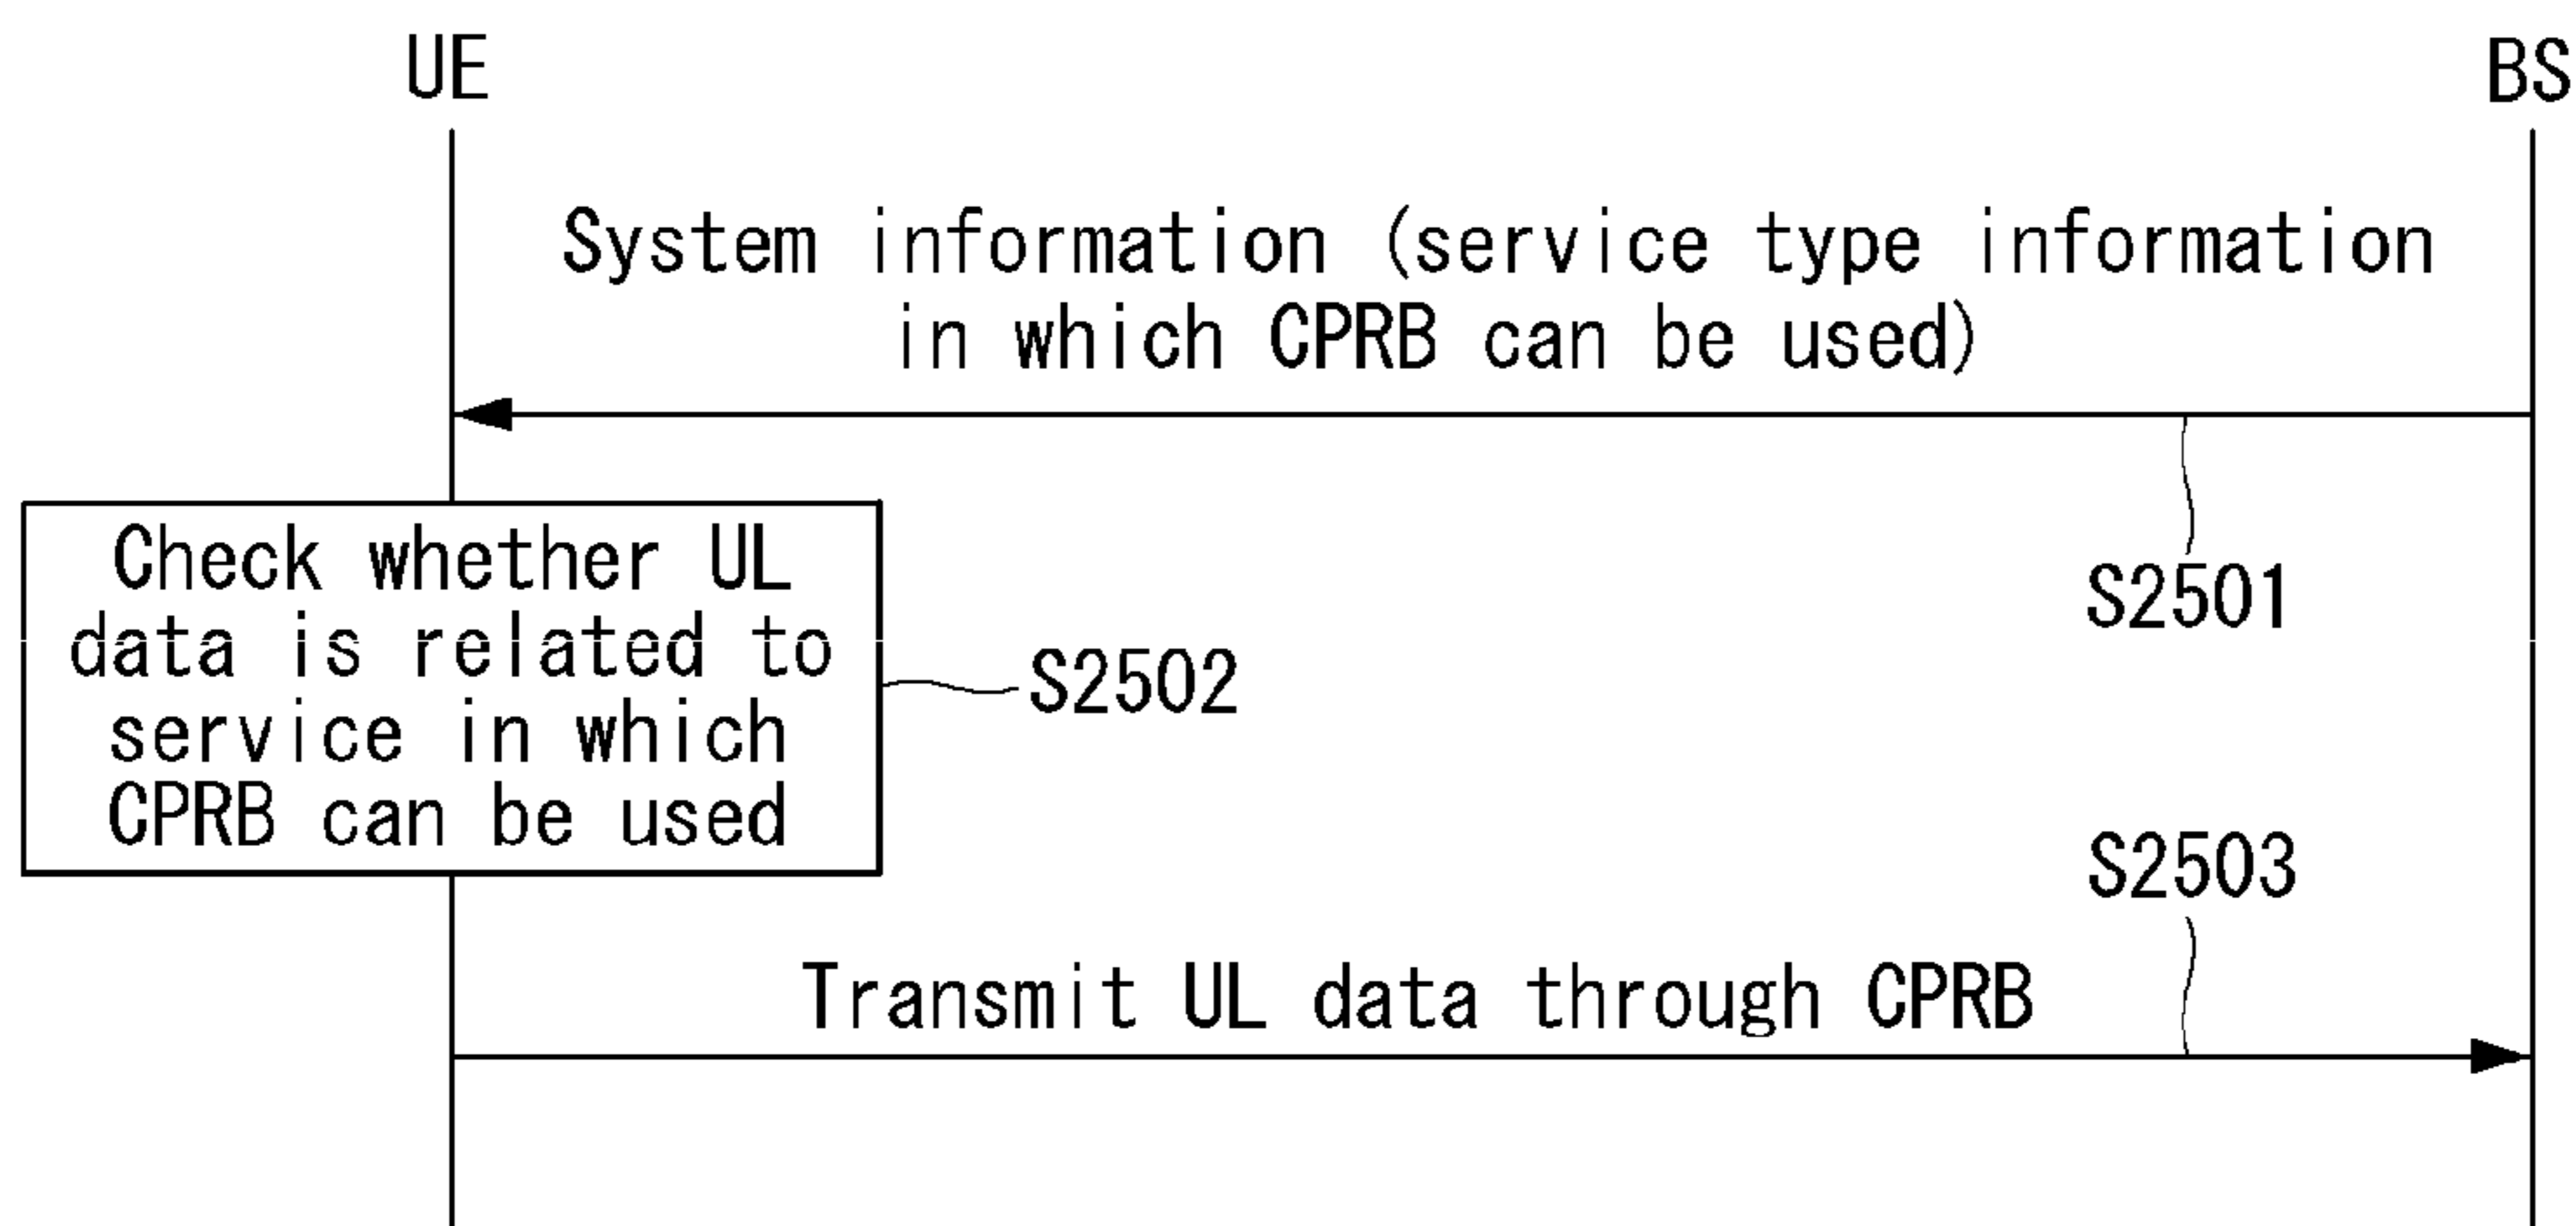 UE
BS
System information (service type information
in which CPRB can be used)
S2501
Check whether UL
data is related to
service in which
CPRB can be used
S2502
S2503
Transmit UL data through CPRB